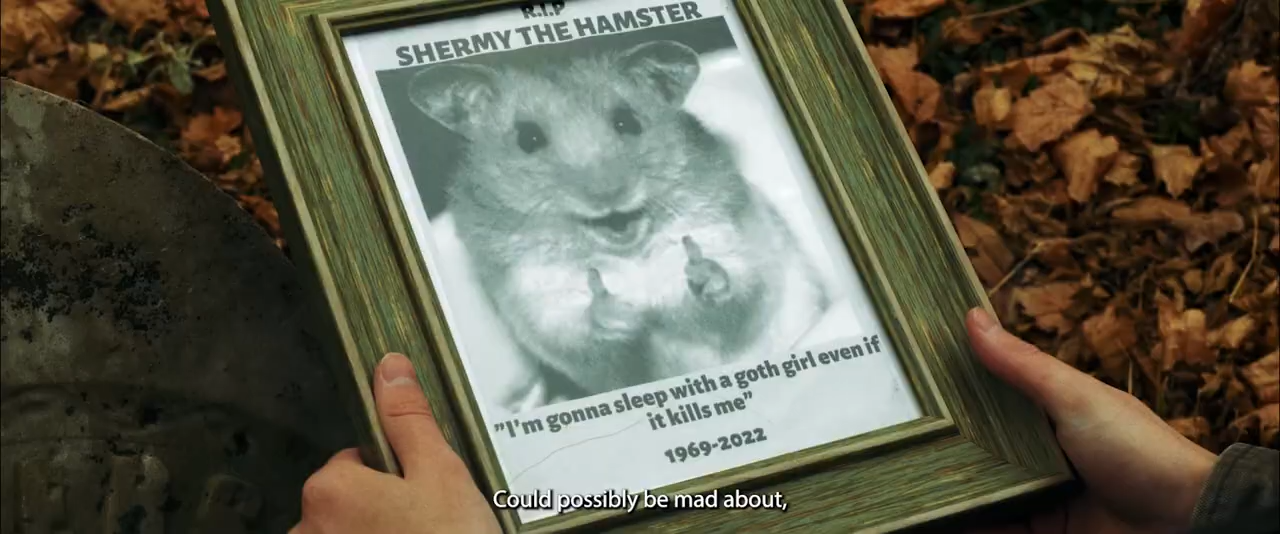 R.I.P
SHERMY THE HAMSTER
"I'm gonna sleep with a goth girl even if
it kills me"
1969-2022
Could possibly be mad about,